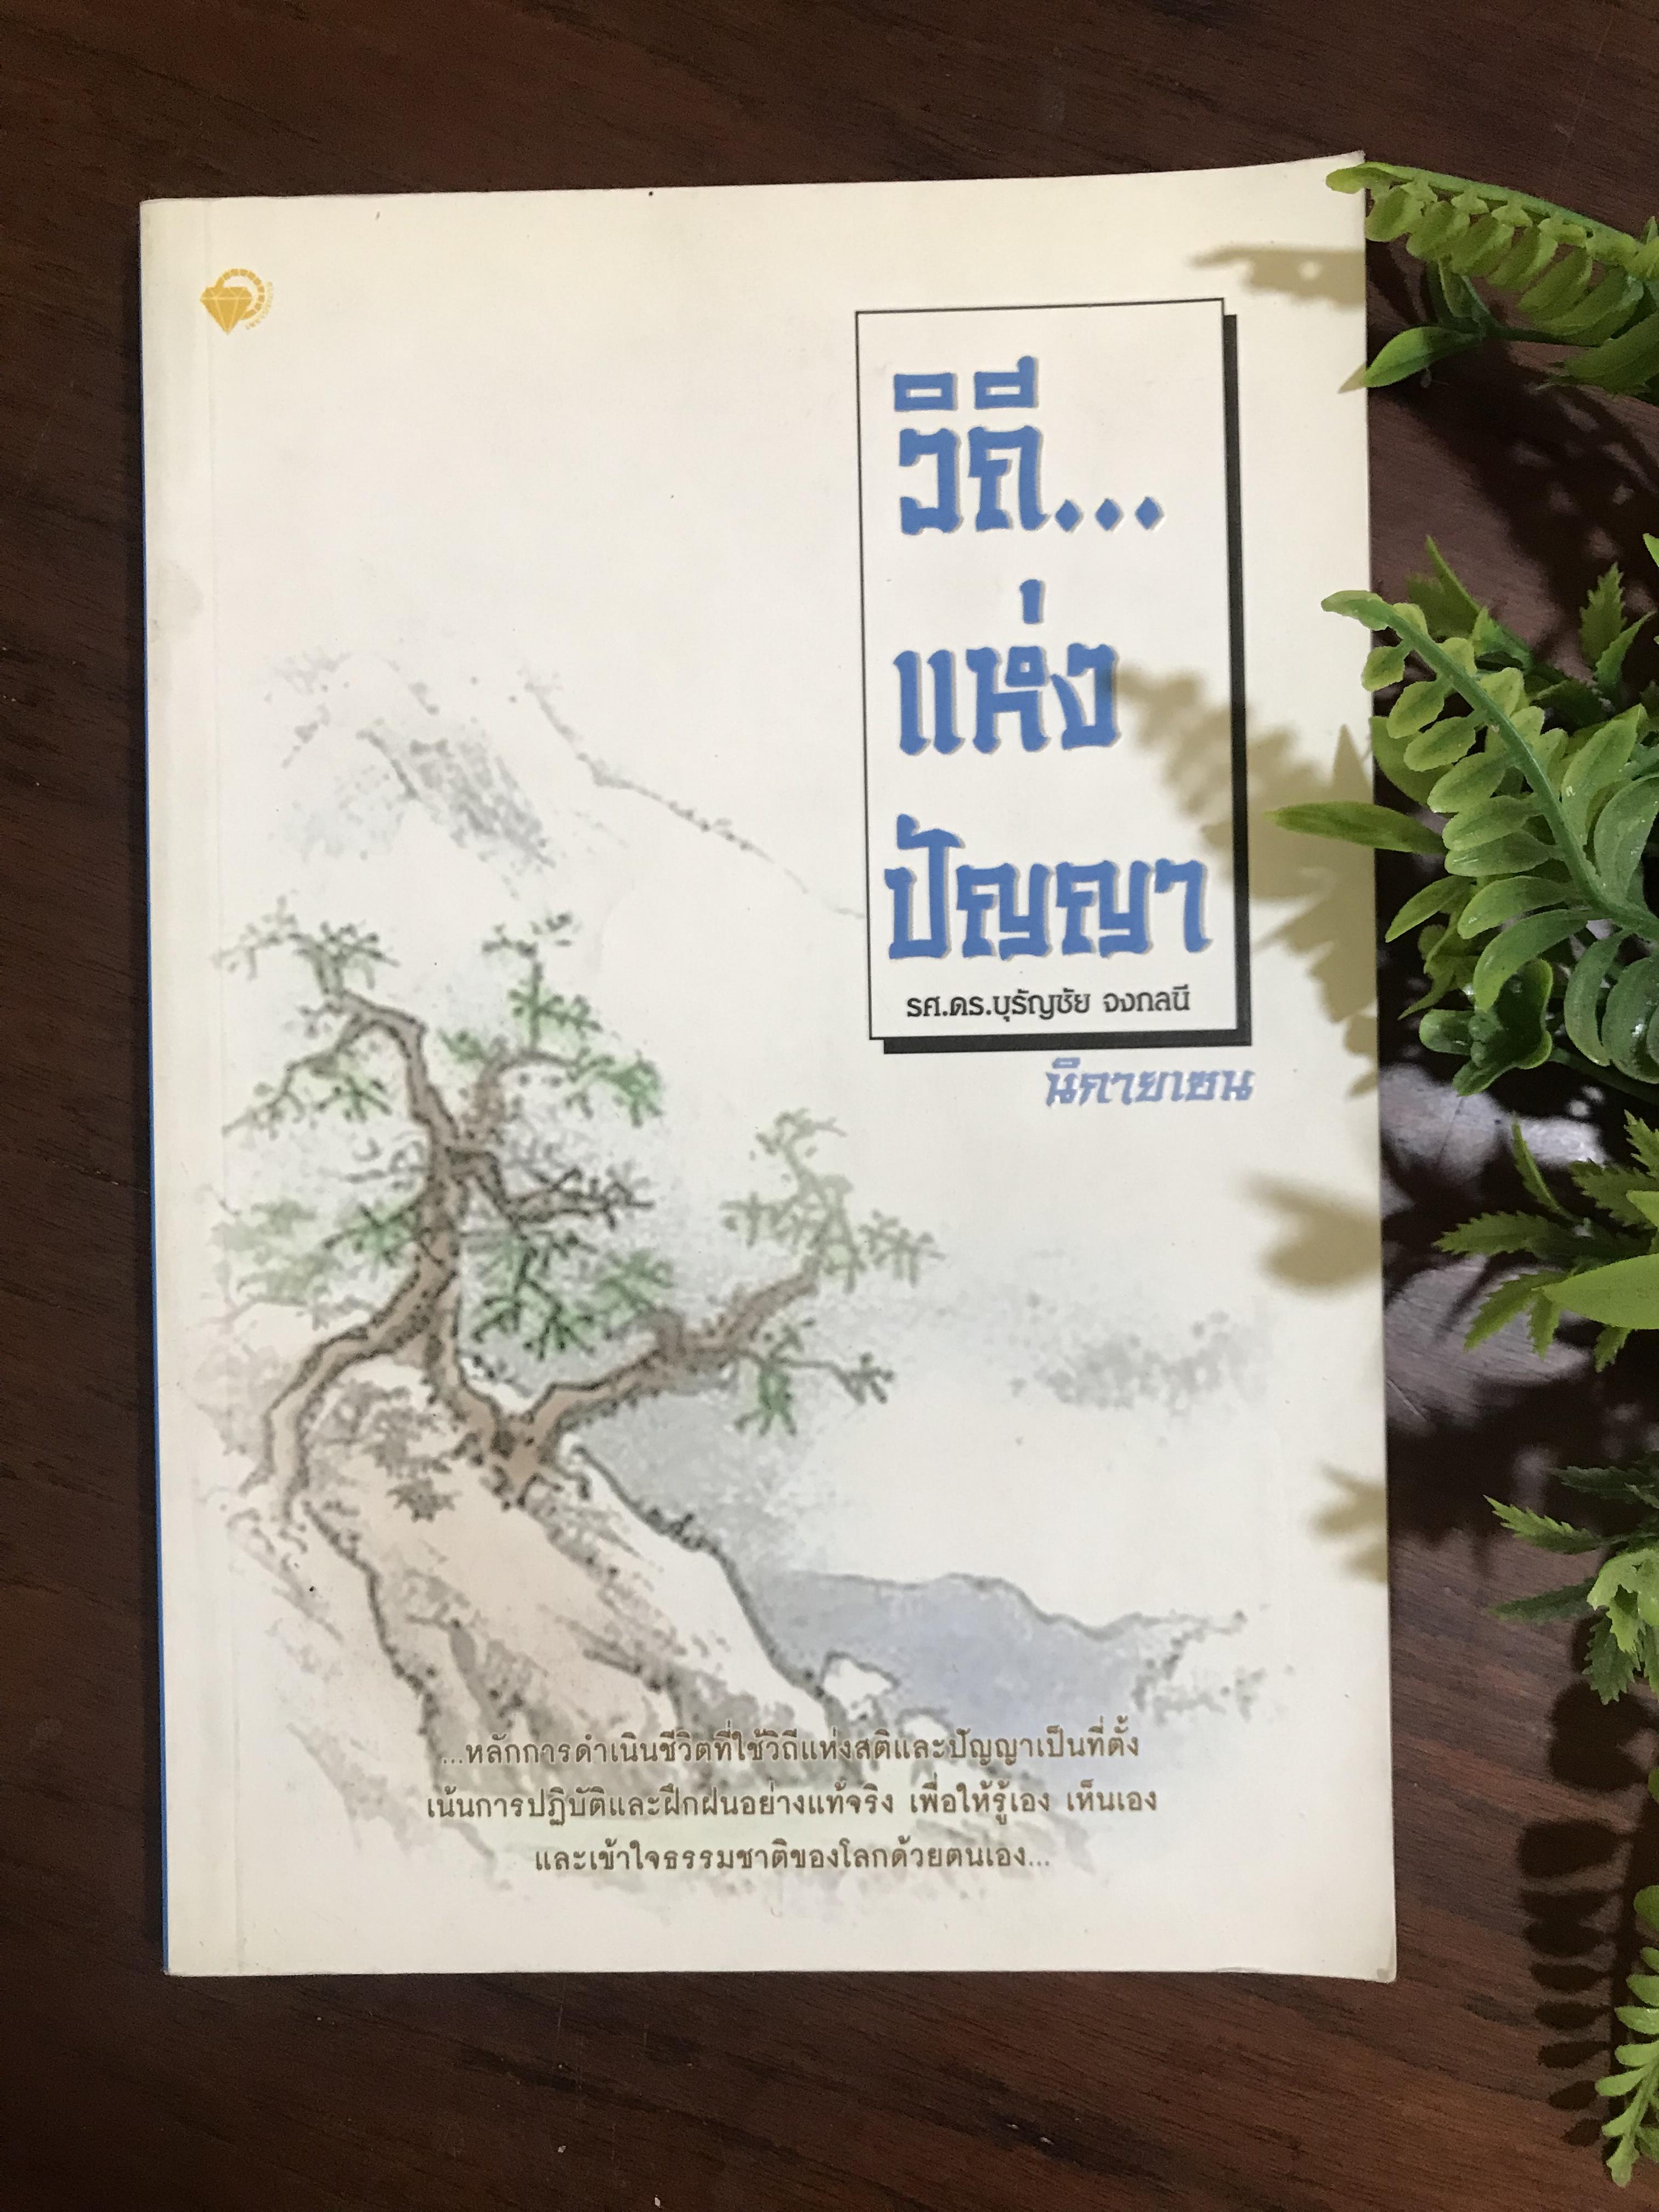 วิถี...
แห่ง
ปัญญา
รศ.ดร.บุรัญชัย จงกลนี
นิกายเซน
...หลักการดำเนินชีวิตที่ใช้วิถีแห่งสติและปัญญาเป็นที่ตั้ง
เน้นการปฏิบัติและฝึกฝนอย่างแท้จริง เพื่อให้รู้เอง เห็นเอง
และเข้าใจธรรมชาติของโลกด้วยตนเอง...